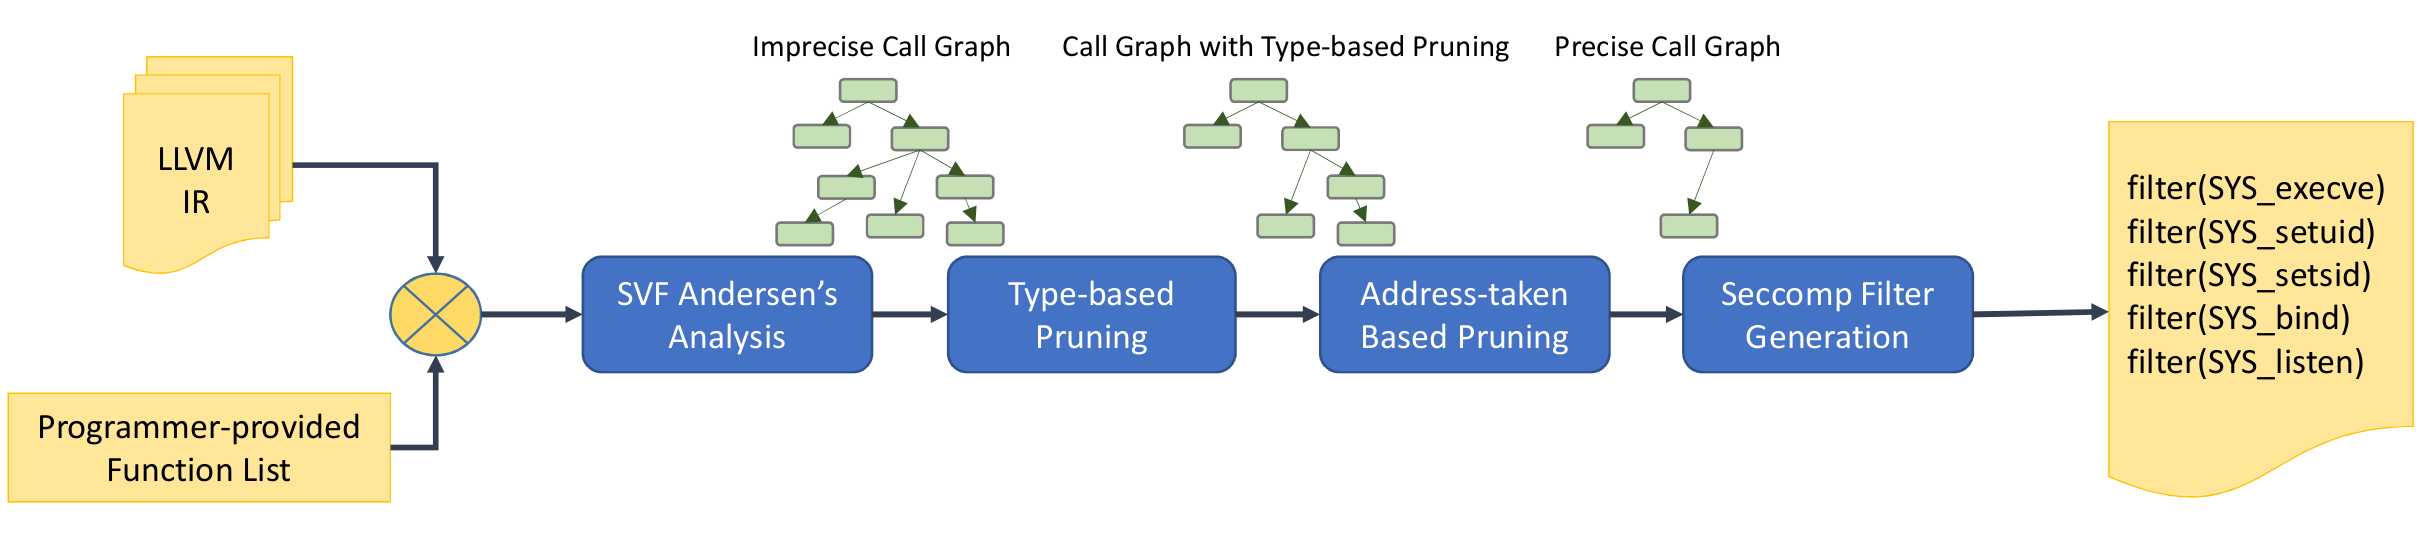 Imprecise Call Graph
Call Graph with Type-based Pruning
Precise Call Graph
LLVM
IR
Programmer-provided
Function List
SVF Andersen’s
Analysis
Type-based
Pruning
Address-taken
Based Pruning
Seccomp Filter
Generation
filter(SYS_execve)
filter(SYS_setuid)
filter(SYS_setsid)
filter(SYS_bind)
filter(SYS_listen)